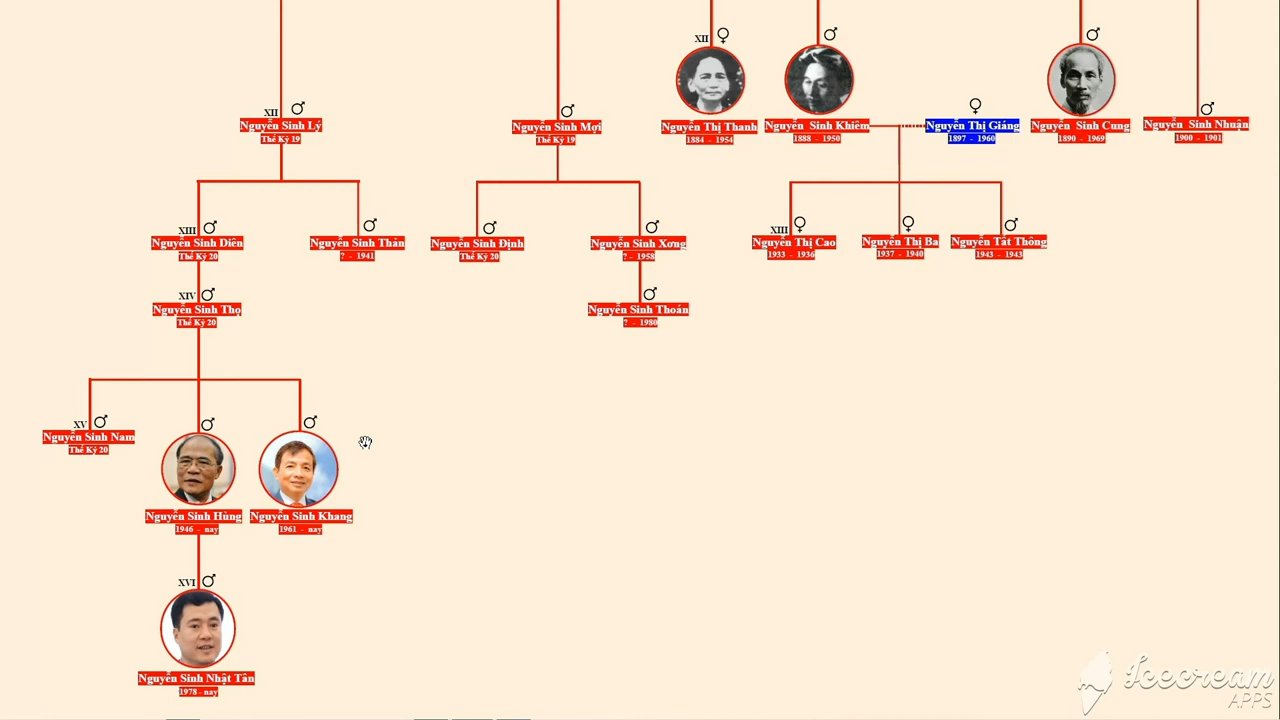 XII
XII
Nguyễn Sinh Lý
Thế Kỷ 19
Nguyễn Sinh Mợi
Thế Kỷ 19
Nguyễn Thị Thanh
1884 - 1954
Nguyễn Sinh Khiêm
1888 - 1950
Nguyễn Thị Giáng
1897 - 1960
Nguyễn Sinh Cung
1890 - 1969
Nguyễn Sinh Nhuận
1900 - 1901
XIII
Nguyễn Sinh Diên
Thế Kỷ 20
Nguyễn Sinh Thản
? - 1941
Nguyễn Sinh Định
Thế Kỷ 20
Nguyễn Sinh Xơng
? - 1958
XIII
Nguyễn Thị Cao
1933 - 1936
Nguyễn Thị Ba
1937 - 1940
Nguyễn Tất Thông
1943 - 1943
XIV
Nguyễn Sinh Thọ
Thế Kỷ 20
Nguyễn Sinh Thoán
? - 1980
XV
Nguyễn Sinh Nam
Thế Kỷ 20
Nguyễn Sinh Hùng
1946 - nay
Nguyễn Sinh Khang
1961 - nay
XVI
Nguyễn Sinh Nhật Tân
1978 - nay
Icecream
APPS